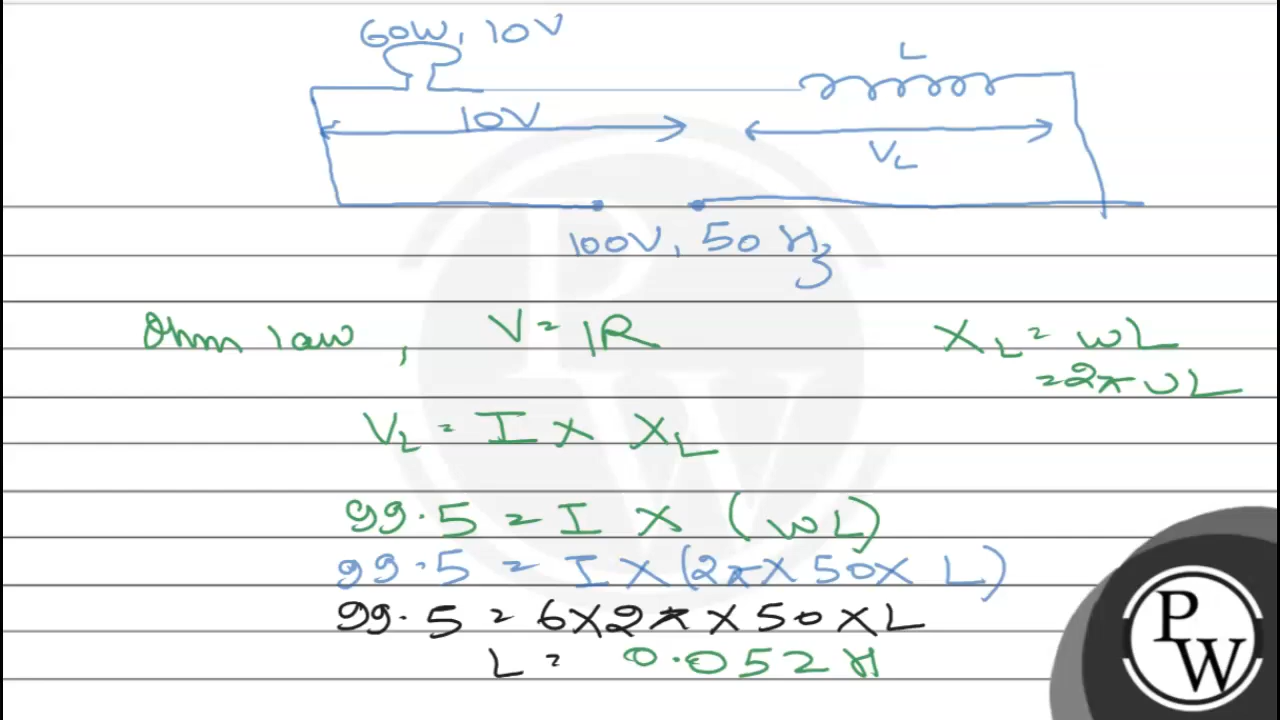 60W, 10V
L
10V
VL
100V, 50 Hz
Ohm law, V = IR
XL = ωL
= 2πνL
VL = I × XL
99.5 = I × (ωL)
99.5 = I × (2π × 50 × L)
99.5 = 6×2π × 50 × L
L = 0.052 H
PW
PW